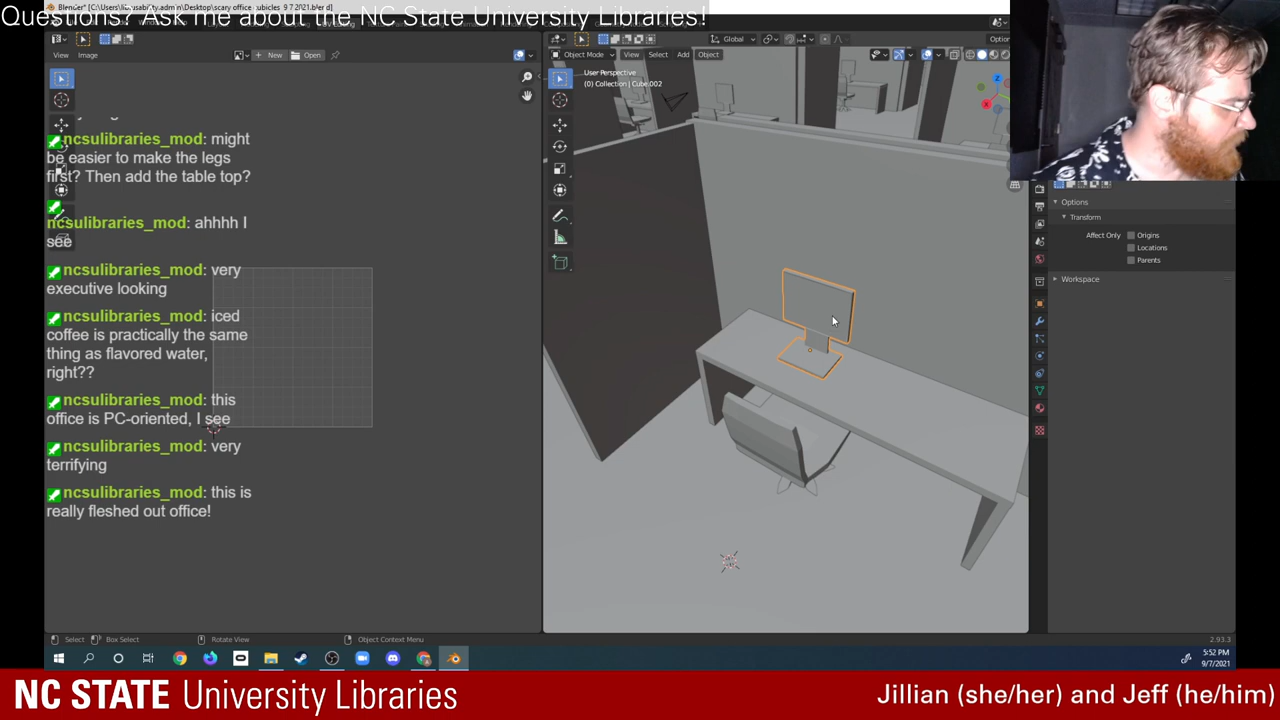 Questions? Ask me about the NC State University Libraries!
View Image
New Open
Global
Options
Object Mode View Select Add Object
User Perspective
(0) Collection | Cube.002
ncsulibraries_mod: might
be easier to make the legs
first? Then add the table top?
ncsulibraries_mod: ahhhh I
see
ncsulibraries_mod: very
executive looking
ncsulibraries_mod: iced
coffee is practically the same
thing as flavored water,
right??
ncsulibraries_mod: this
office is PC-oriented, I see
ncsulibraries_mod: very
terrifying
ncsulibraries_mod: this is
really fleshed out office!
Options
Transform
Affect Only Origins
Locations
Parents
Workspace
Select Box Select Rotate View Object Context Menu
2.93.3
5:52 PM
9/7/2021
NC STATE University Libraries
Jillian (she/her) and Jeff (he/him)